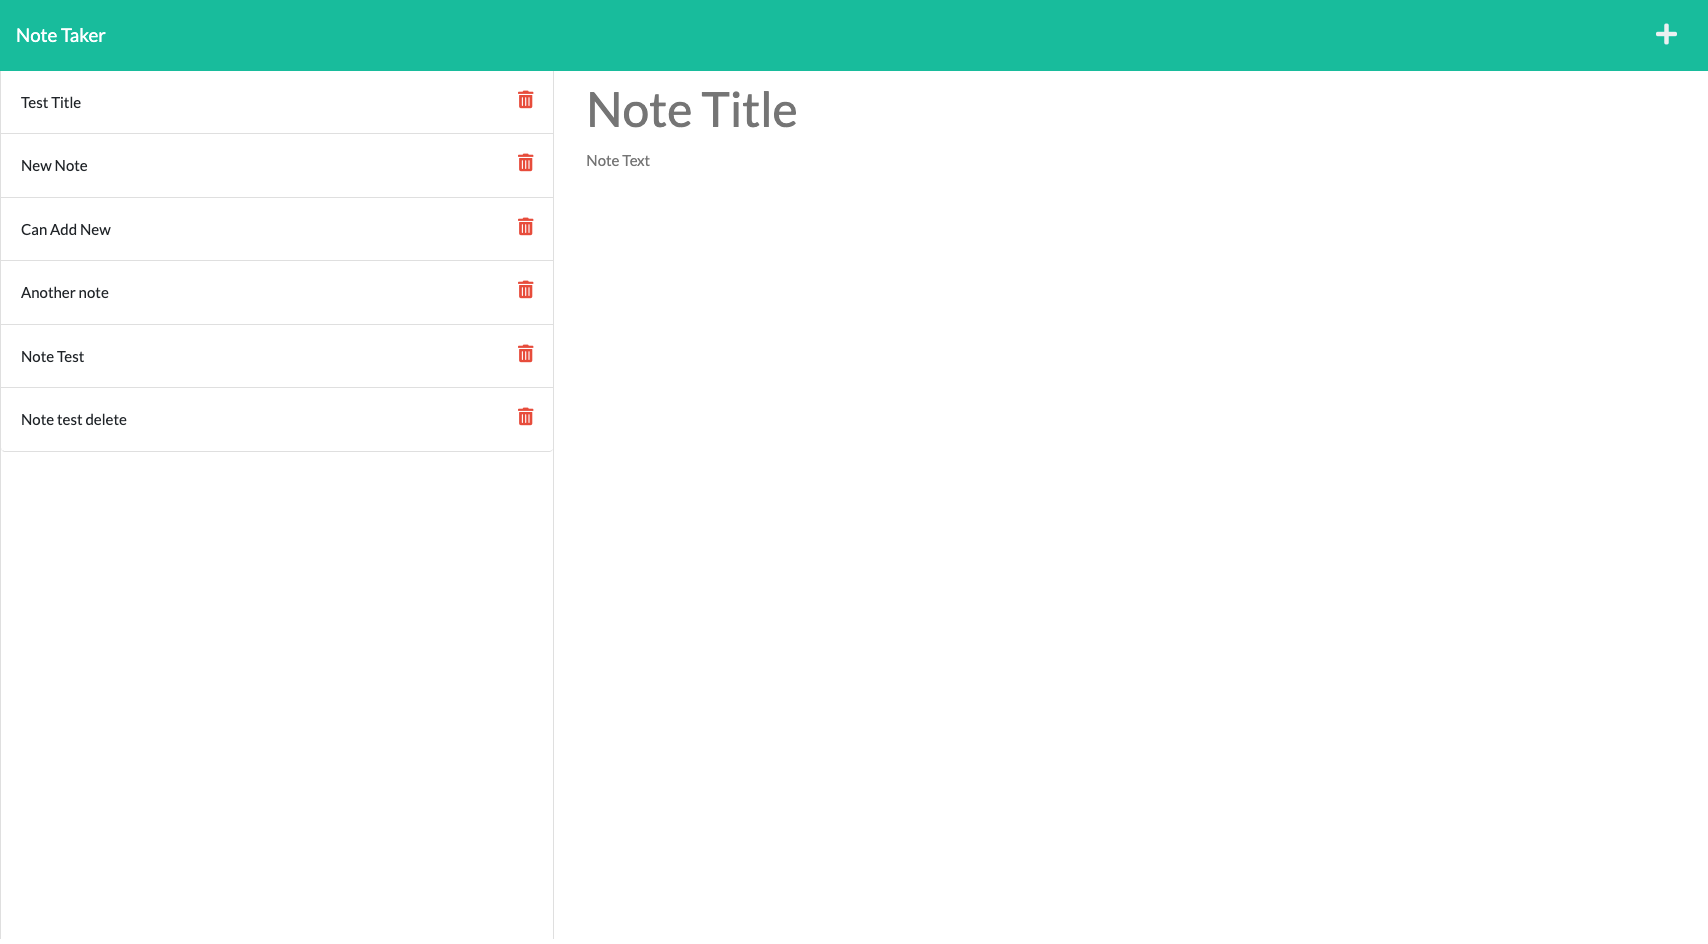 Note Taker
Test Title
New Note
Can Add New
Another note
Note Test
Note test delete
Note Title
Note Text